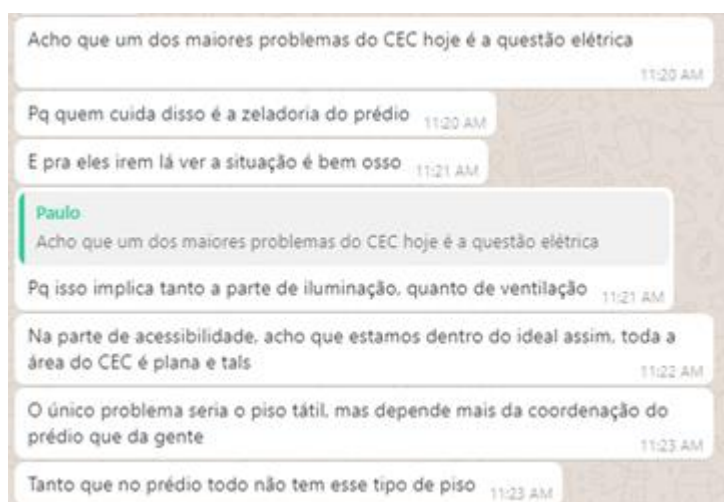 Acho que um dos maiores problemas do CEC hoje é a questão elétrica
11:20 AM
Pq quem cuida disso é a zeladoria do prédio 11:20 AM
E pra eles irem lá ver a situação é bem osso 11:21 AM
Paulo
Acho que um dos maiores problemas do CEC hoje é a questão elétrica
Pq isso implica tanto a parte de iluminação, quanto de ventilação 11:21 AM
Na parte de acessibilidade, acho que estamos dentro do ideal assim, toda a
área do CEC é plana e tals 11:22 AM
O único problema seria o piso tátil, mas depende mais da coordenação do
prédio que da gente 11:23 AM
Tanto que no prédio todo não tem esse tipo de piso 11:23 AM